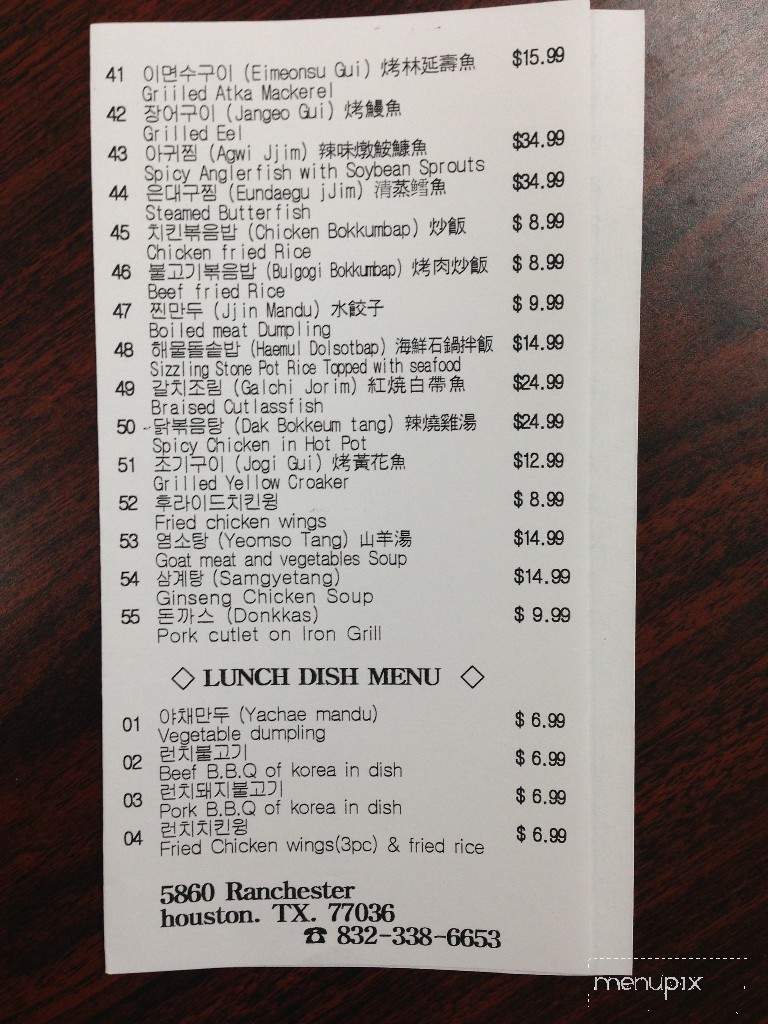 41 이면수구이 (Eimeonsu Gui) 烤林延壽魚 $15.99
Griiled Atka Mackerel
42 장어구이 (Jangeo Gui) 烤鰻魚
Grilled Eel
43 아귀찜 (Agwi Jjim) 辣味燉鮟鱇魚 $34.99
Spicy Anglerfish with Soybean Sprouts
44 은대구찜 (Eundaegu jJim) 清蒸鱈魚 $34.99
Steamed Butterfish
45 치킨볶음밥 (Chicken Bokkumbap) 炒飯 $ 8.99
Chicken fried Rice
46 불고기볶음밥 (Bulgogi Bokkumbap) 烤肉炒飯 $ 8.99
Beef fried Rice
47 찐만두 (Jjin Mandu) 水餃子 $ 9.99
Boiled meat Dumpling
48 해물돌솥밥 (Haemul Dolsotbap) 海鮮石鍋拌飯 $14.99
Sizzling Stone Pot Rice Topped with seafood
49 갈치조림 (Galchi Jorim) 紅燒白帶魚 $24.99
Braised Cutlassfish
50 닭볶음탕 (Dak Bokkeum tang) 辣燒雞湯 $24.99
Spicy Chicken in Hot Pot
51 조기구이 (Jogi Gui) 烤黃花魚 $12.99
Grilled Yellow Croaker
52 후라이드치킨윙 $ 8.99
Fried chicken wings
53 염소탕 (Yeomso Tang) 山羊湯 $14.99
Goat meat and vegetables Soup
54 삼계탕 (Samgyetang) $14.99
Ginseng Chicken Soup
55 돈까스 (Donkkas) $ 9.99
Pork cutlet on Iron Grill
◇ LUNCH DISH MENU ◇
01 야채만두 (Yachae mandu) $ 6.99
Vegetable dumpling
02 런치불고기 $ 6.99
Beef B.B.Q of korea in dish
03 런치돼지불고기 $ 6.99
Pork B.B.Q of korea in dish
04 런치치킨윙 $ 6.99
Fried Chicken wings(3pc) & fried rice
5860 Ranchester
houston. TX. 77036
☎ 832-338-6653
menupix